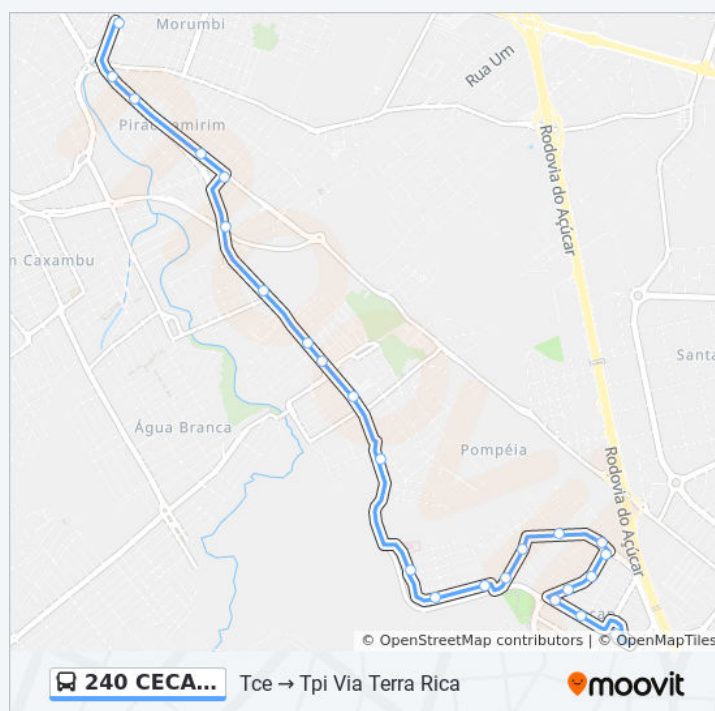 Morumbi
Rua Um
Piracicamirim
Rodovia do Açúcar
m Caxambu
Santa
Água Branca
Pompéia
Rodovia do Açúcar
© OpenStreetMap contributors | © OpenMapTiles
240 CECA... Tce → Tpi Via Terra Rica moovit